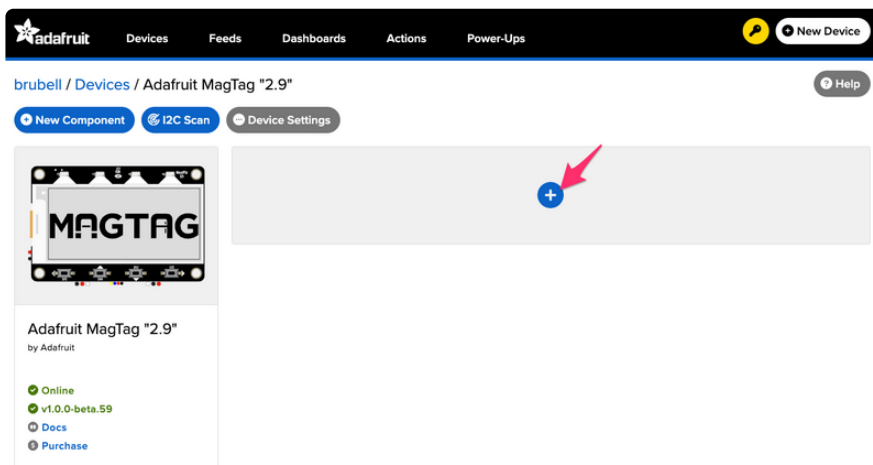 adafruit Devices Feeds Dashboards Actions Power-Ups New Device
brubell / Devices / Adafruit MagTag "2.9"
Help
New Component I2C Scan Device Settings
MAGTAG
Adafruit MagTag "2.9"
by Adafruit
Online
v1.0.0-beta.59
Docs
Purchase